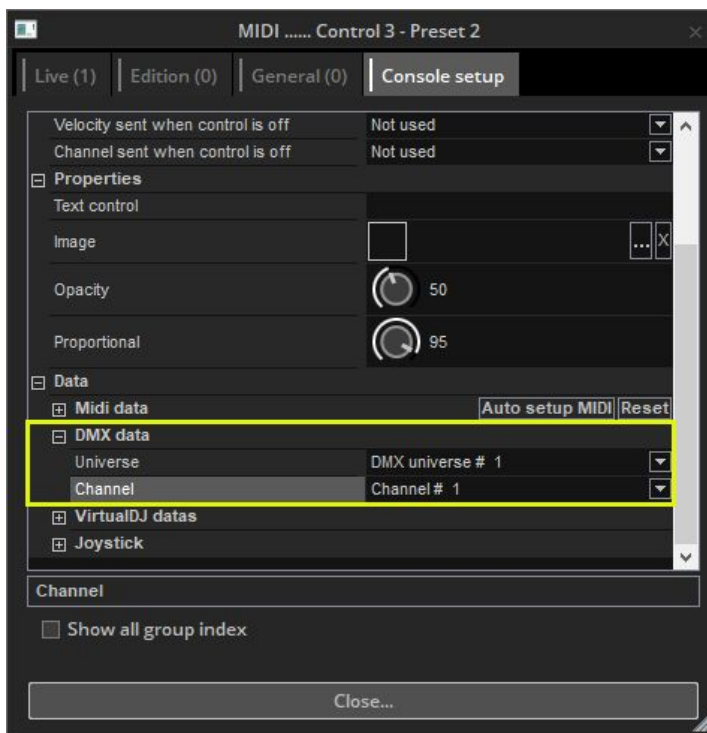 MIDI ...... Control 3 - Preset 2 ×
Live (1) Edition (0) General (0) Console setup
Velocity sent when control is off Not used
Channel sent when control is off Not used
Properties
Text control
Image ... X
Opacity 50
Proportional 95
Data
Midi data Auto setup MIDI Reset
DMX data
Universe DMX universe # 1
Channel Channel # 1
VirtualDJ datas
Joystick
Channel
Show all group index
Close...